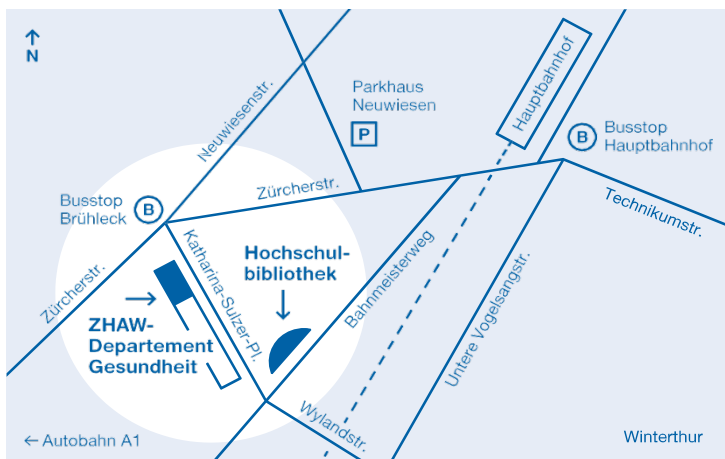 N
Neuwiesenstr.
Parkhaus
Neuwiesen
P
Hauptbahnhof
B
Busstop
Hauptbahnhof
Busstop
Brühleck
B
Zürcherstr.
Technikumstr.
Zürcherstr.
Katharina-Sulzer-Pl.
Hochschul-
bibliothek
Bahnmeisterweg
Untere Vogelsangstr.
ZHAW-
Departement
Gesundheit
Wylandstr.
← Autobahn A1
Winterthur